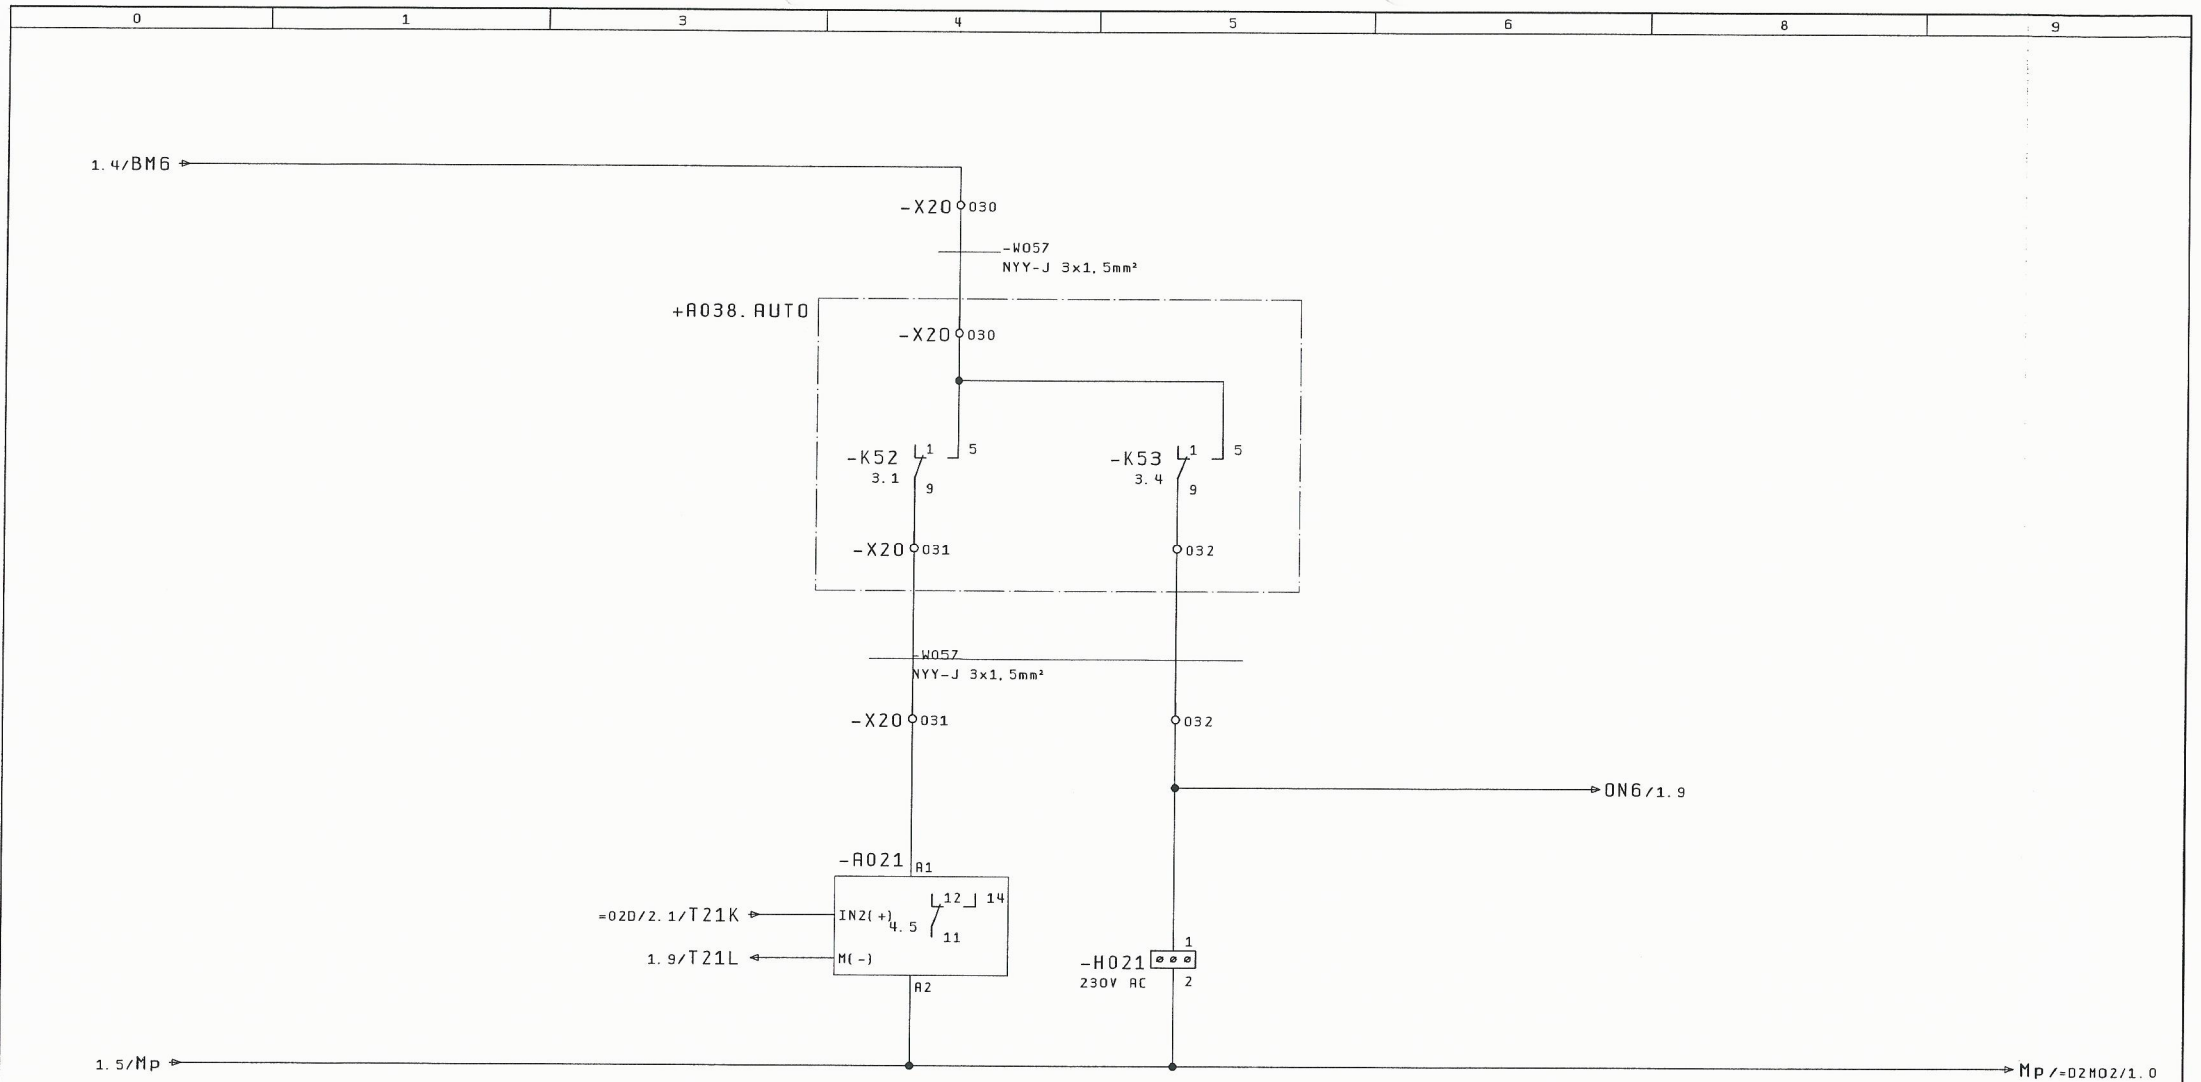 0 1 3 4 5 6 8 9
1.4/BM6
-X20 030
-W057
NYY-J 3x1,5mm²
+A038.AUTO
-X20 030
-K52 1 5
3.1 9
-K53 1 5
3.4 9
-X20 031 032
-W057
NYY-J 3x1,5mm²
-X20 031 032
ON6/1.9
-A021 A1
=02D/2.1/T21K IN2(+) 4.5 12 14
11
1.9/T21L M(-)
A2
1
-H021
230V AC 2
1.5/Mp
Mp/=02M02/1.0